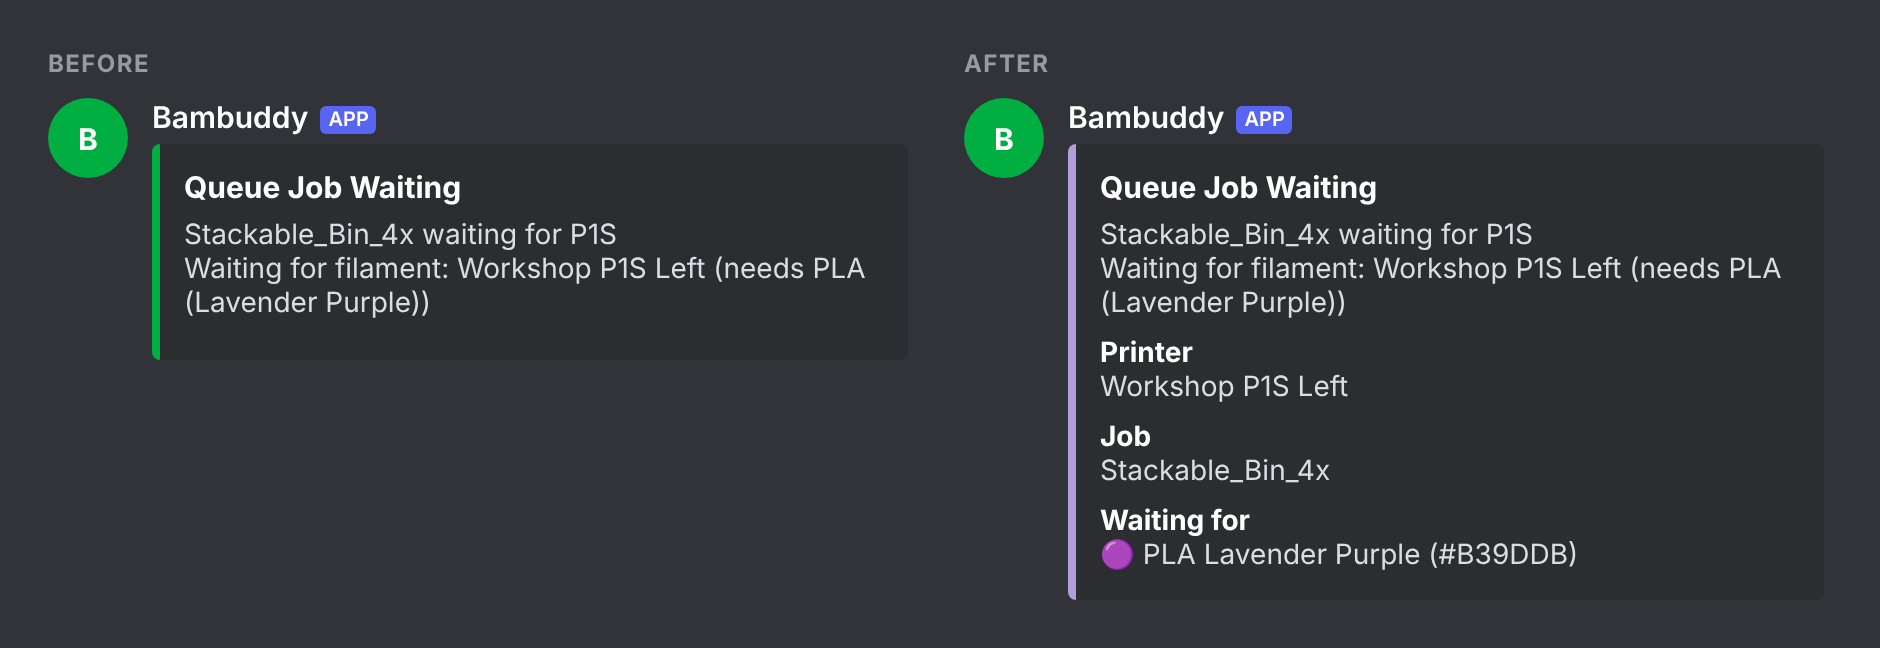 BEFORE
B
Bambuddy APP
Queue Job Waiting
Stackable_Bin_4x waiting for P1S
Waiting for filament: Workshop P1S Left (needs PLA
(Lavender Purple))
AFTER
B
Bambuddy APP
Queue Job Waiting
Stackable_Bin_4x waiting for P1S
Waiting for filament: Workshop P1S Left (needs PLA
(Lavender Purple))
Printer
Workshop P1S Left
Job
Stackable_Bin_4x
Waiting for
🟣 PLA Lavender Purple (#B39DDB)